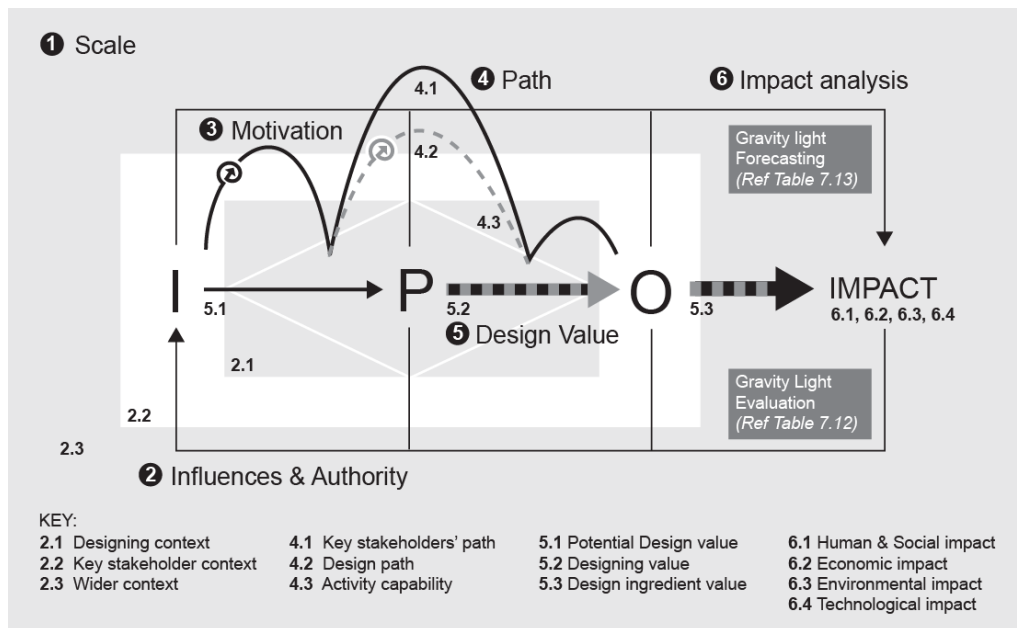 ❶ Scale
❹ Path
❻ Impact analysis
4.1
❸ Motivation
4.2
Gravity light
Forecasting
(Ref Table 7.13)
4.3
I
P
O
IMPACT
5.1
5.2
5.3
6.1, 6.2, 6.3, 6.4
❺ Design Value
2.1
Gravity Light
Evaluation
(Ref Table 7.12)
2.2
2.3
❷ Influences & Authority
KEY:
2.1 Designing context
2.2 Key stakeholder context
2.3 Wider context
4.1 Key stakeholders' path
4.2 Design path
4.3 Activity capability
5.1 Potential Design value
5.2 Designing value
5.3 Design ingredient value
6.1 Human & Social impact
6.2 Economic impact
6.3 Environmental impact
6.4 Technological impact